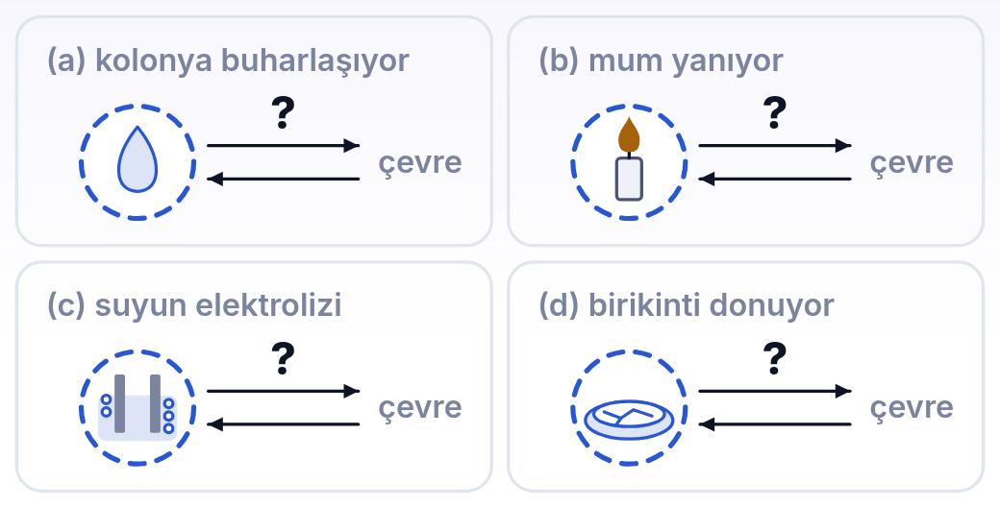 (a) kolonya buharlaşıyor
?
çevre
(b) mum yanıyor
?
çevre
(c) suyun elektrolizi
?
çevre
(d) birikinti donuyor
?
çevre